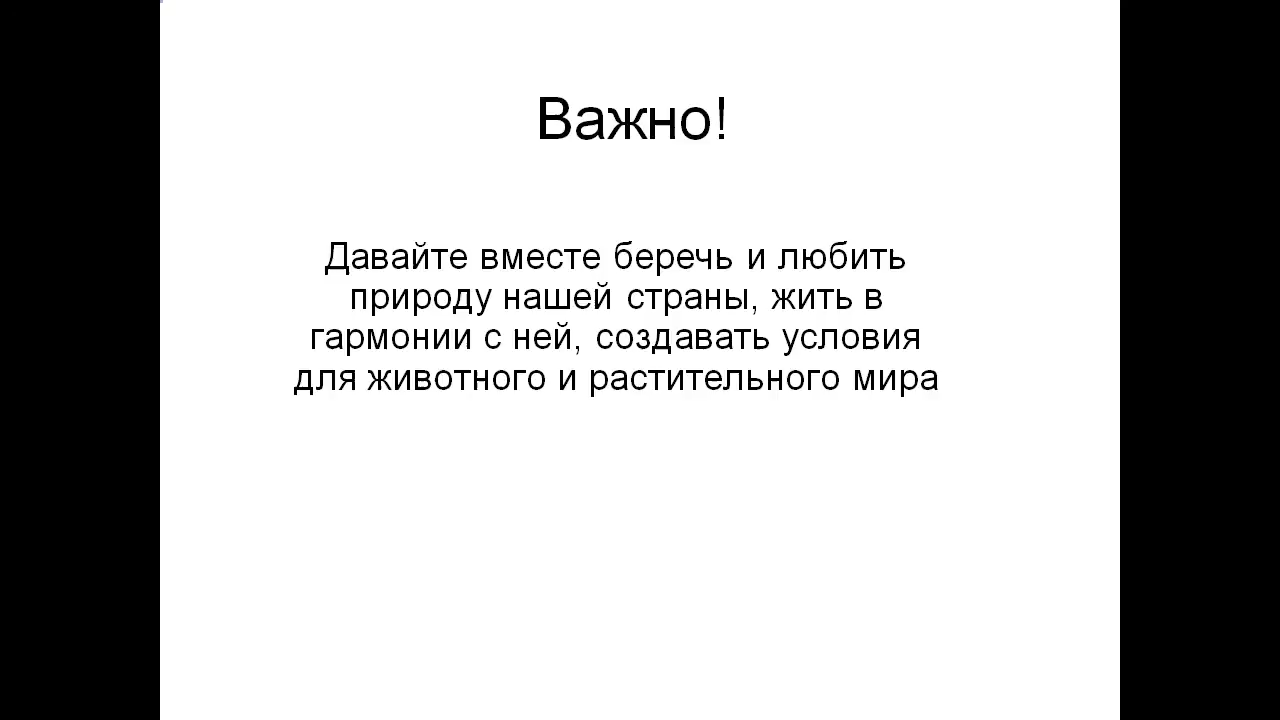 Важно!
Давайте вместе беречь и любить
природу нашей страны, жить в
гармонии с ней, создавать условия
для животного и растительного мира